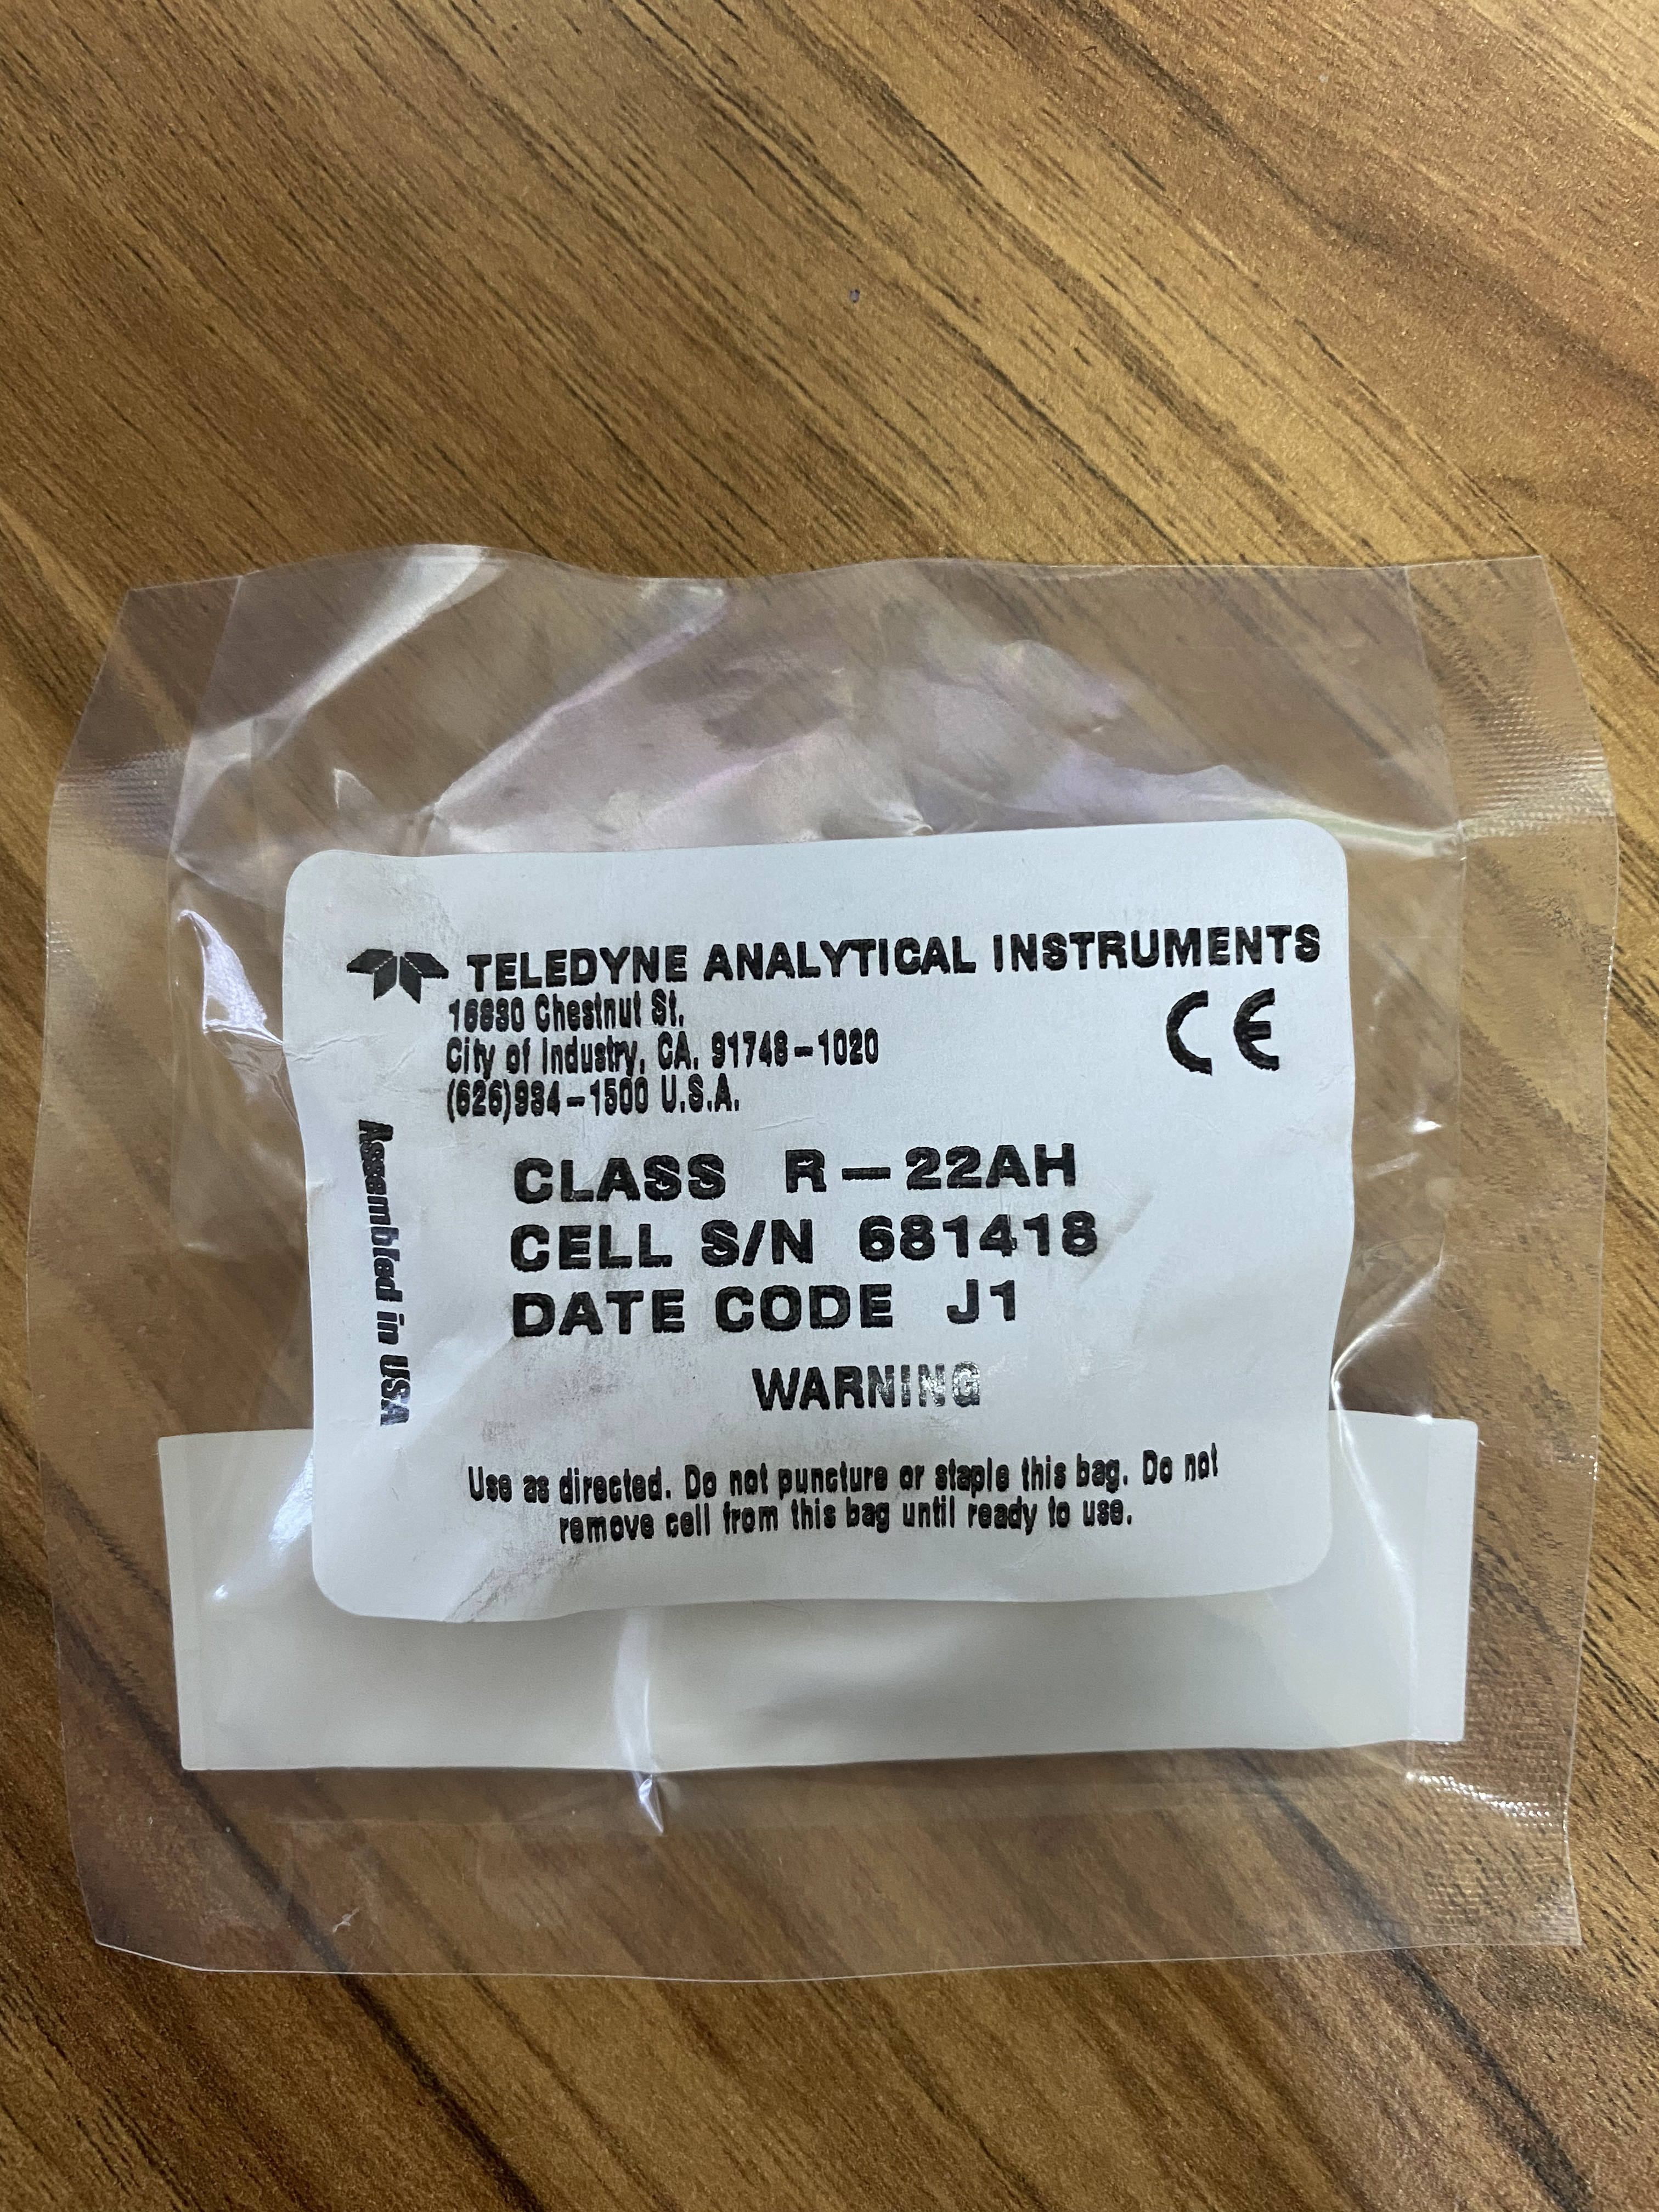 TELEDYNE ANALYTICAL INSTRUMENTS
16830 Chestnut St.
City of Industry, CA. 91748-1020
(626)934-1500 U.S.A.
CE
Assembled in USA
CLASS R-22AH
CELL S/N 681418
DATE CODE J1
WARNING
Use as directed. Do not puncture or staple this bag. Do not
remove cell from this bag until ready to use.